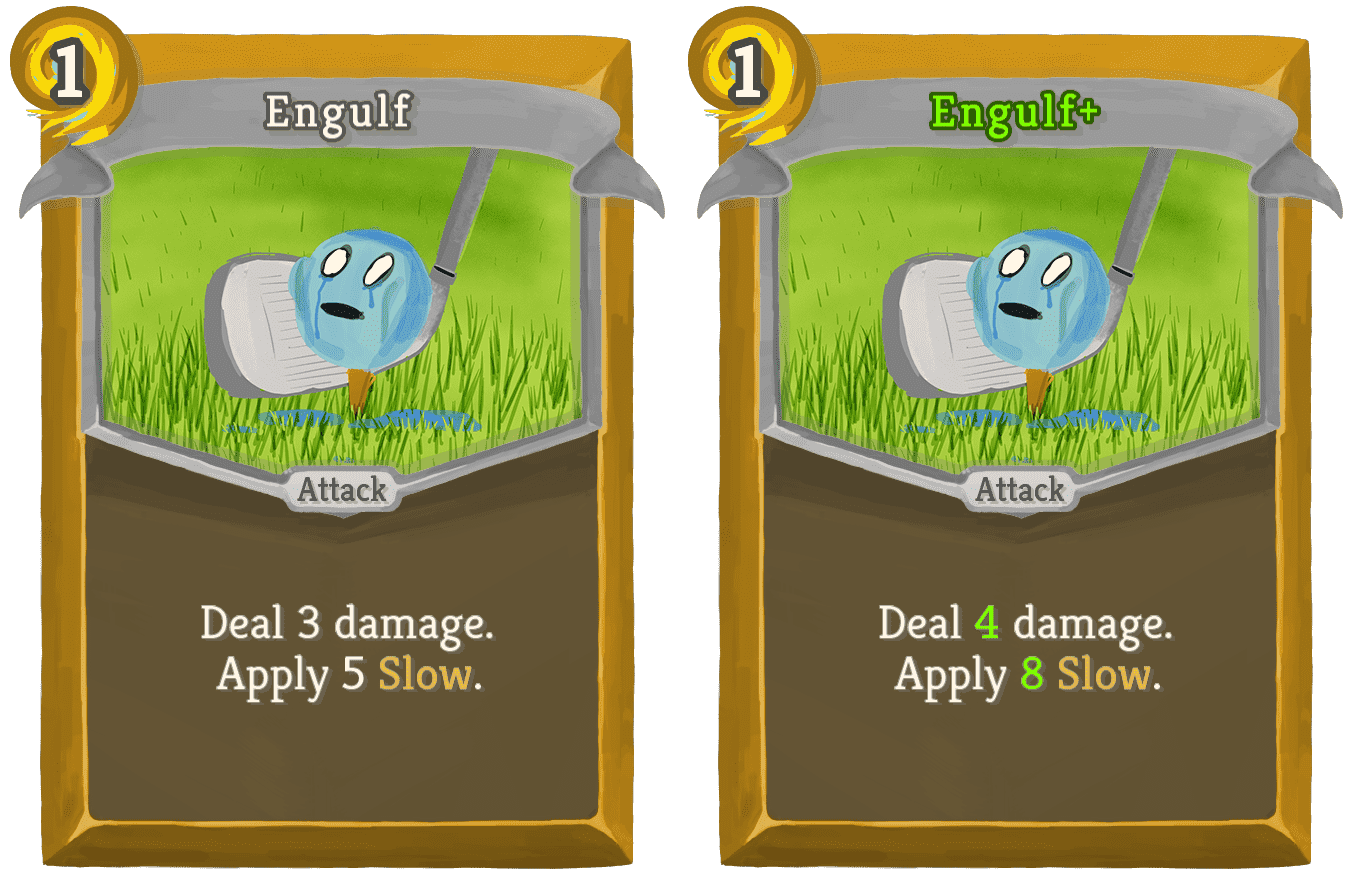 1
Engulf
Attack
Deal 3 damage.
Apply 5 Slow.
1
Engulf+
Attack
Deal 4 damage.
Apply 8 Slow.